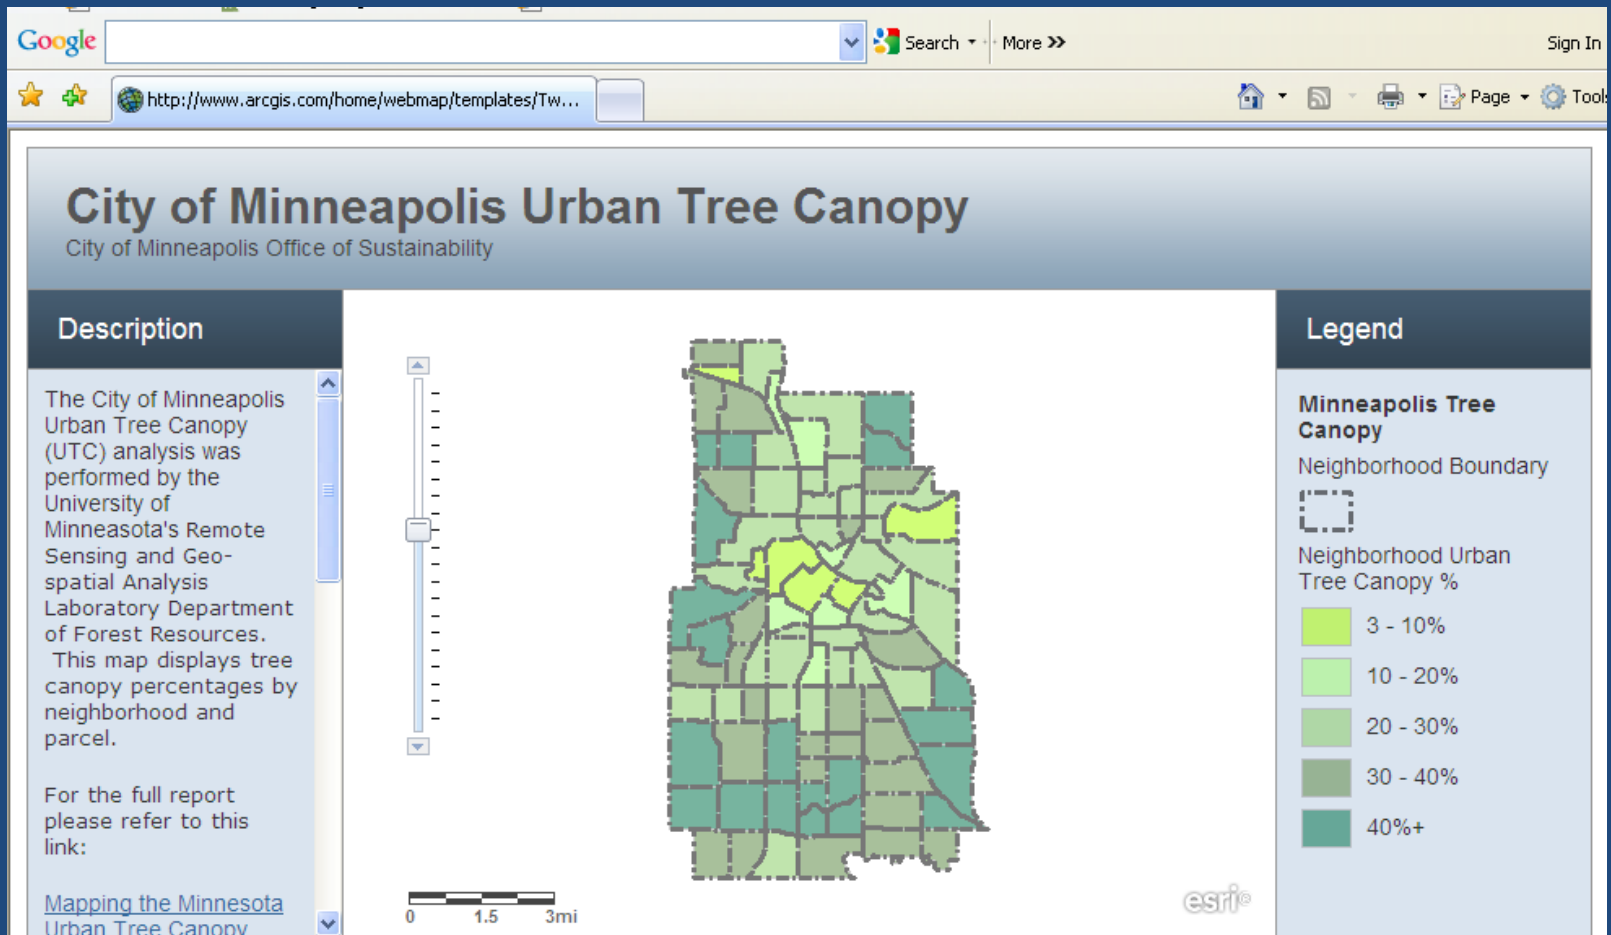 Google
Search
More >>
Sign In
http://www.arcgis.com/home/webmap/templates/Tw...
Page
Tools
City of Minneapolis Urban Tree Canopy
City of Minneapolis Office of Sustainability
Description
The City of Minneapolis
Urban Tree Canopy
(UTC) analysis was
performed by the
University of
Minneasota's Remote
Sensing and Geo-
spatial Analysis
Laboratory Department
of Forest Resources.
This map displays tree
canopy percentages by
neighborhood and
parcel.
For the full report
please refer to this
link:
Mapping the Minnesota
Urban Tree Canopy
0 1.5 3mi
esri®
Legend
Minneapolis Tree
Canopy
Neighborhood Boundary
Neighborhood Urban
Tree Canopy %
3 - 10%
10 - 20%
20 - 30%
30 - 40%
40%+